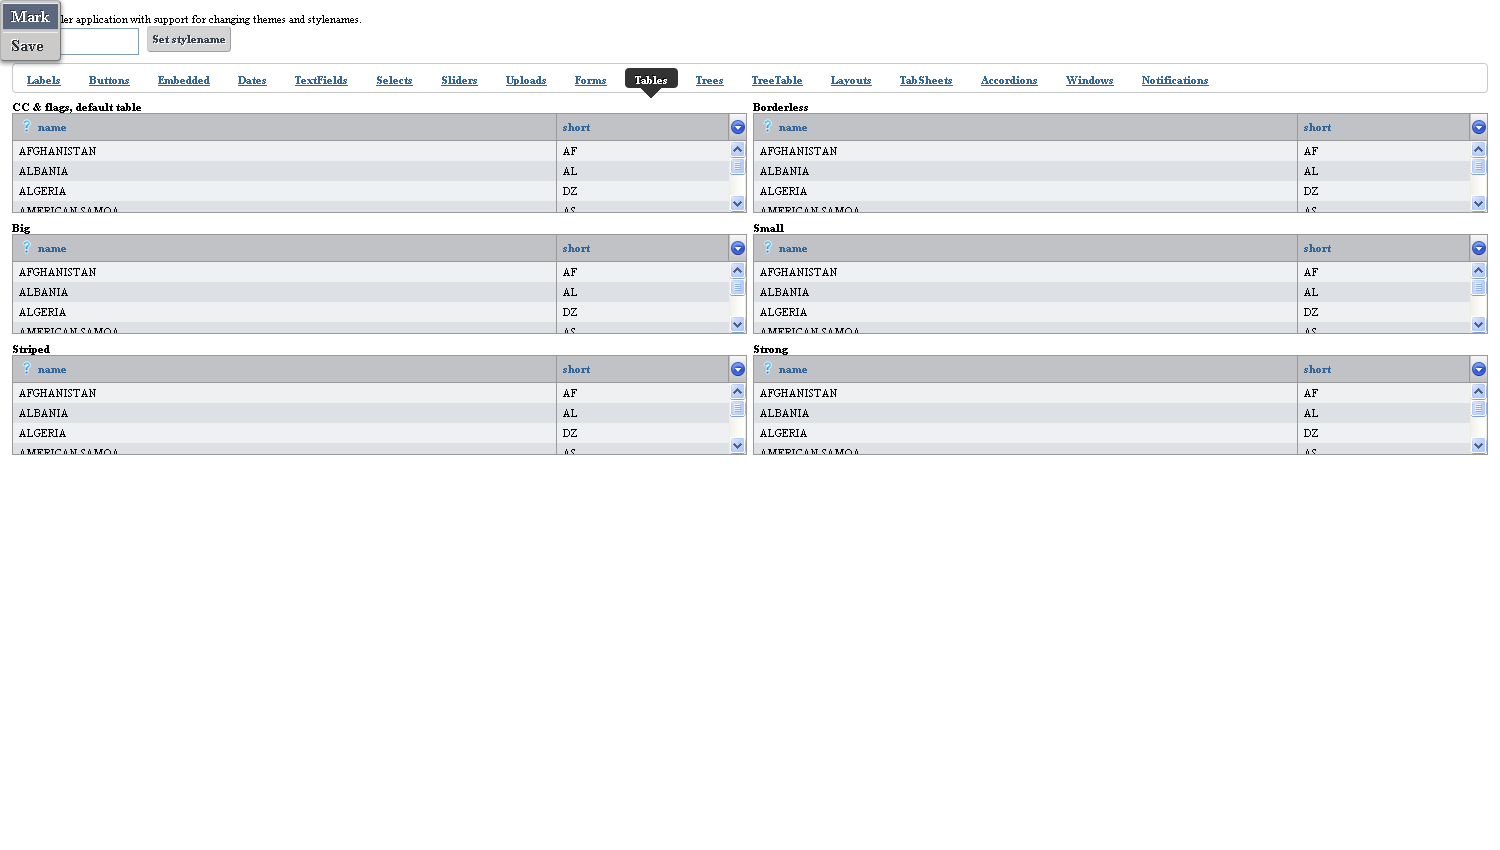 Mark
ler application with support for changing themes and stylenames.
Save
Set stylename
Labels Buttons Embedded Dates TextFields Selects Sliders Uploads Forms Tables Trees TreeTable Layouts TabSheets Accordions Windows Notifications
CC & flags, default table Borderless
? name short ? name short
AFGHANISTAN AF AFGHANISTAN AF
ALBANIA AL ALBANIA AL
ALGERIA DZ ALGERIA DZ
AMERICAN SAMOA AS AMERICAN SAMOA AS
Big Small
? name short ? name short
AFGHANISTAN AF AFGHANISTAN AF
ALBANIA AL ALBANIA AL
ALGERIA DZ ALGERIA DZ
AMERICAN SAMOA AS AMERICAN SAMOA AS
Striped Strong
? name short ? name short
AFGHANISTAN AF AFGHANISTAN AF
ALBANIA AL ALBANIA AL
ALGERIA DZ ALGERIA DZ
AMERICAN SAMOA AS AMERICAN SAMOA AS